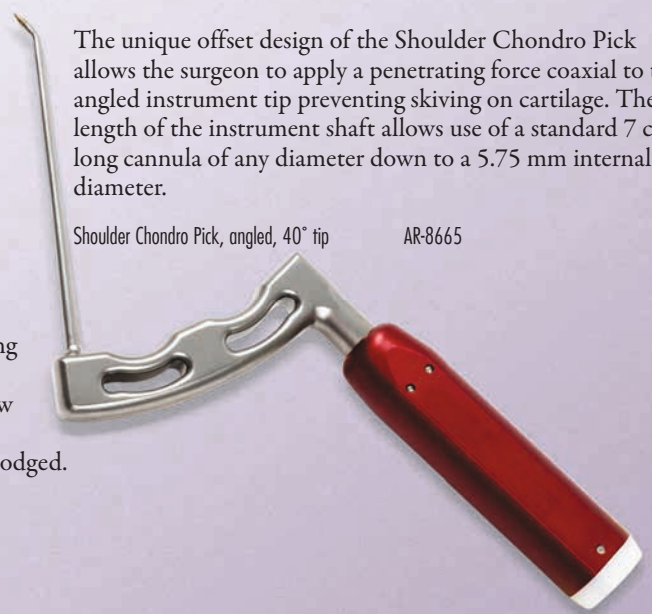 The unique offset design of the Shoulder Chondro Pick
allows the surgeon to apply a penetrating force coaxial to
angled instrument tip preventing skiving on cartilage. The
length of the instrument shaft allows use of a standard 7
long cannula of any diameter down to a 5.75 mm internal
diameter.
Shoulder Chondro Pick, angled, 40˚ tip AR-8665